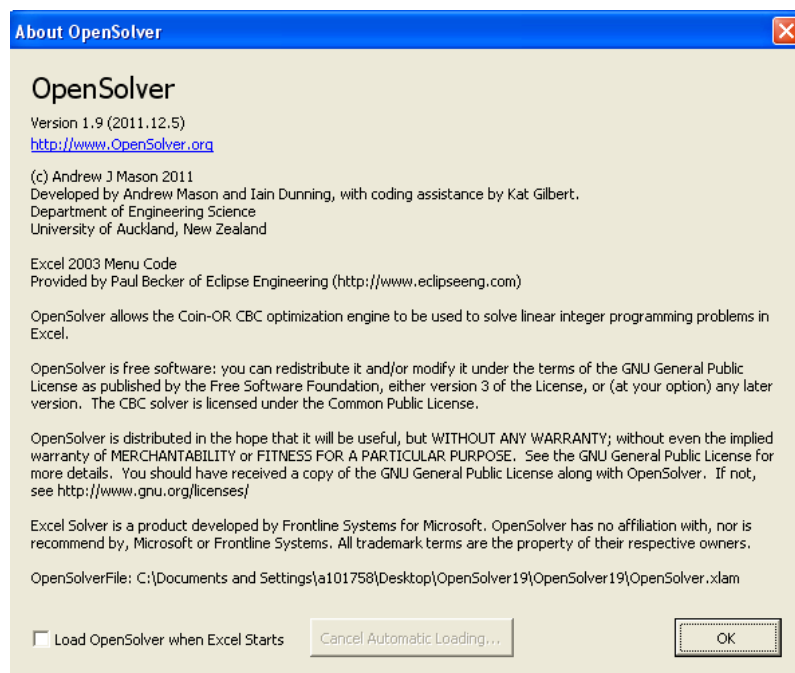 About OpenSolver
OpenSolver
Version 1.9 (2011.12.5)
http://www.OpenSolver.org
(c) Andrew J Mason 2011
Developed by Andrew Mason and Iain Dunning, with coding assistance by Kat Gilbert.
Department of Engineering Science
University of Auckland, New Zealand
Excel 2003 Menu Code
Provided by Paul Becker of Eclipse Engineering (http://www.eclipseeng.com)
OpenSolver allows the Coin-OR CBC optimization engine to be used to solve linear integer programming problems in
Excel.
OpenSolver is free software: you can redistribute it and/or modify it under the terms of the GNU General Public
License as published by the Free Software Foundation, either version 3 of the License, or (at your option) any later
version.  The CBC solver is licensed under the Common Public License.
OpenSolver is distributed in the hope that it will be useful, but WITHOUT ANY WARRANTY; without even the implied
warranty of MERCHANTABILITY or FITNESS FOR A PARTICULAR PURPOSE.  See the GNU General Public License for
more details.  You should have received a copy of the GNU General Public License along with OpenSolver.  If not,
see http://www.gnu.org/licenses/
Excel Solver is a product developed by Frontline Systems for Microsoft. OpenSolver has no affiliation with, nor is
recommend by, Microsoft or Frontline Systems. All trademark terms are the property of their respective owners.
OpenSolverFile: C:\Documents and Settings\a101758\Desktop\OpenSolver19\OpenSolver19\OpenSolver.xlam
Load OpenSolver when Excel Starts
Cancel Automatic Loading...
OK